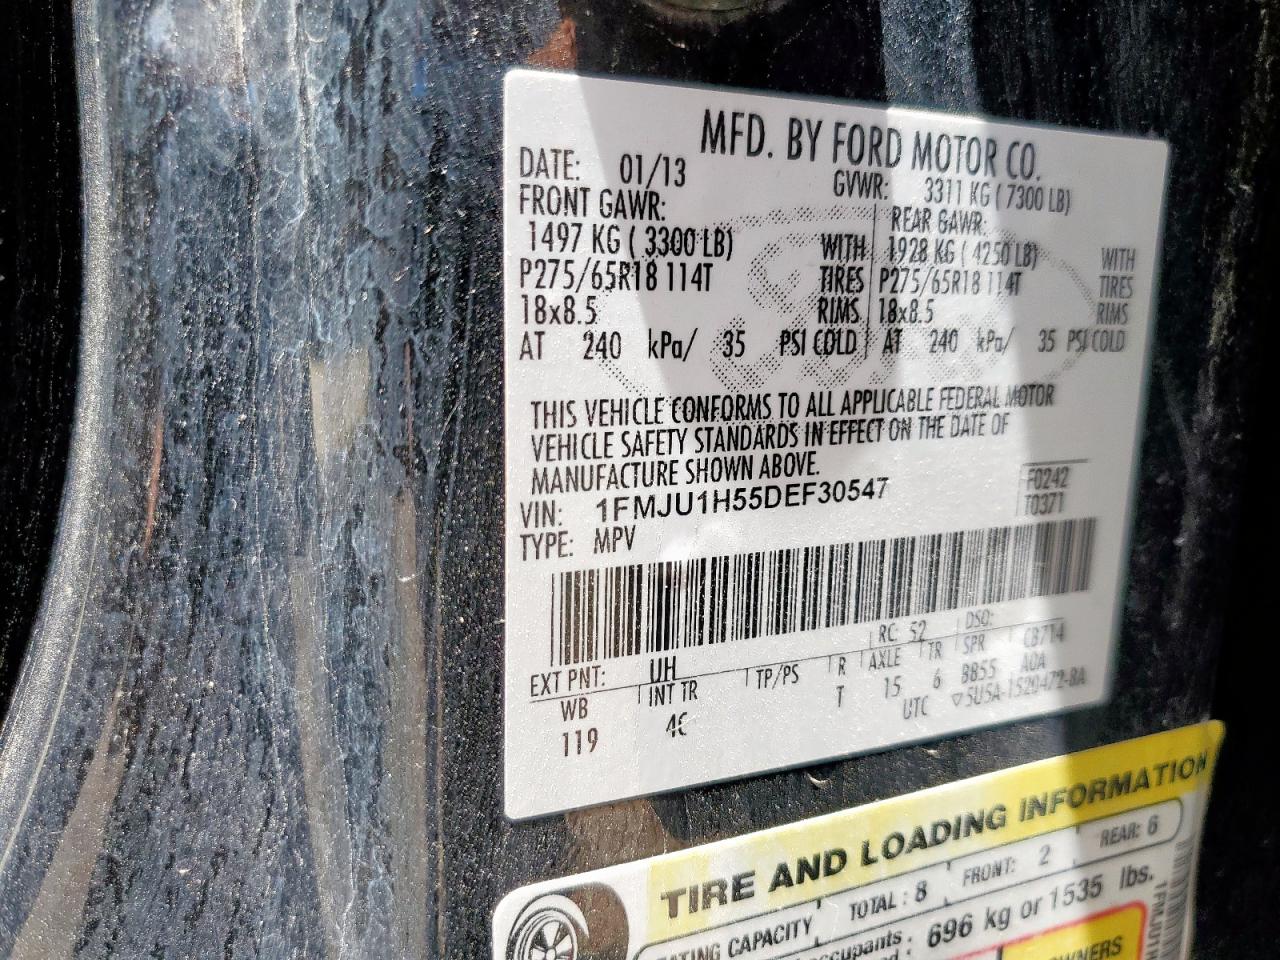 MFD. BY FORD MOTOR CO.
DATE: 01/13 GVWR: 3311 KG ( 7300 LB)
FRONT GAWR: REAR GAWR:
1497 KG ( 3300 LB) WITH 1928 KG ( 4250 LB) WITH
P275/65R18 114T TIRES P275/65R18 114T TIRES
18x8.5 RIMS 18x8.5 RIMS
AT 240 kPa/ 35 PSI COLD AT 240 kPa/ 35 PSI COLD
THIS VEHICLE CONFORMS TO ALL APPLICABLE FEDERAL MOTOR
VEHICLE SAFETY STANDARDS IN EFFECT ON THE DATE OF
MANUFACTURE SHOWN ABOVE.
F0242
VIN: 1FMJU1H55DEF30547 T0371
TYPE: MPV
RC: 52 DSO:
EXT PNT: UH CB714
WB INT TR TP/PS R AXLE TR SPR A0A
119 4C T 15 6 BB55
UTC ▽5U5A-1520472-BA
TIRE AND LOADING INFORMATION
CAPACITY TOTAL : 8 FRONT: 2 REAR: 6
696 kg or 1535 lbs.